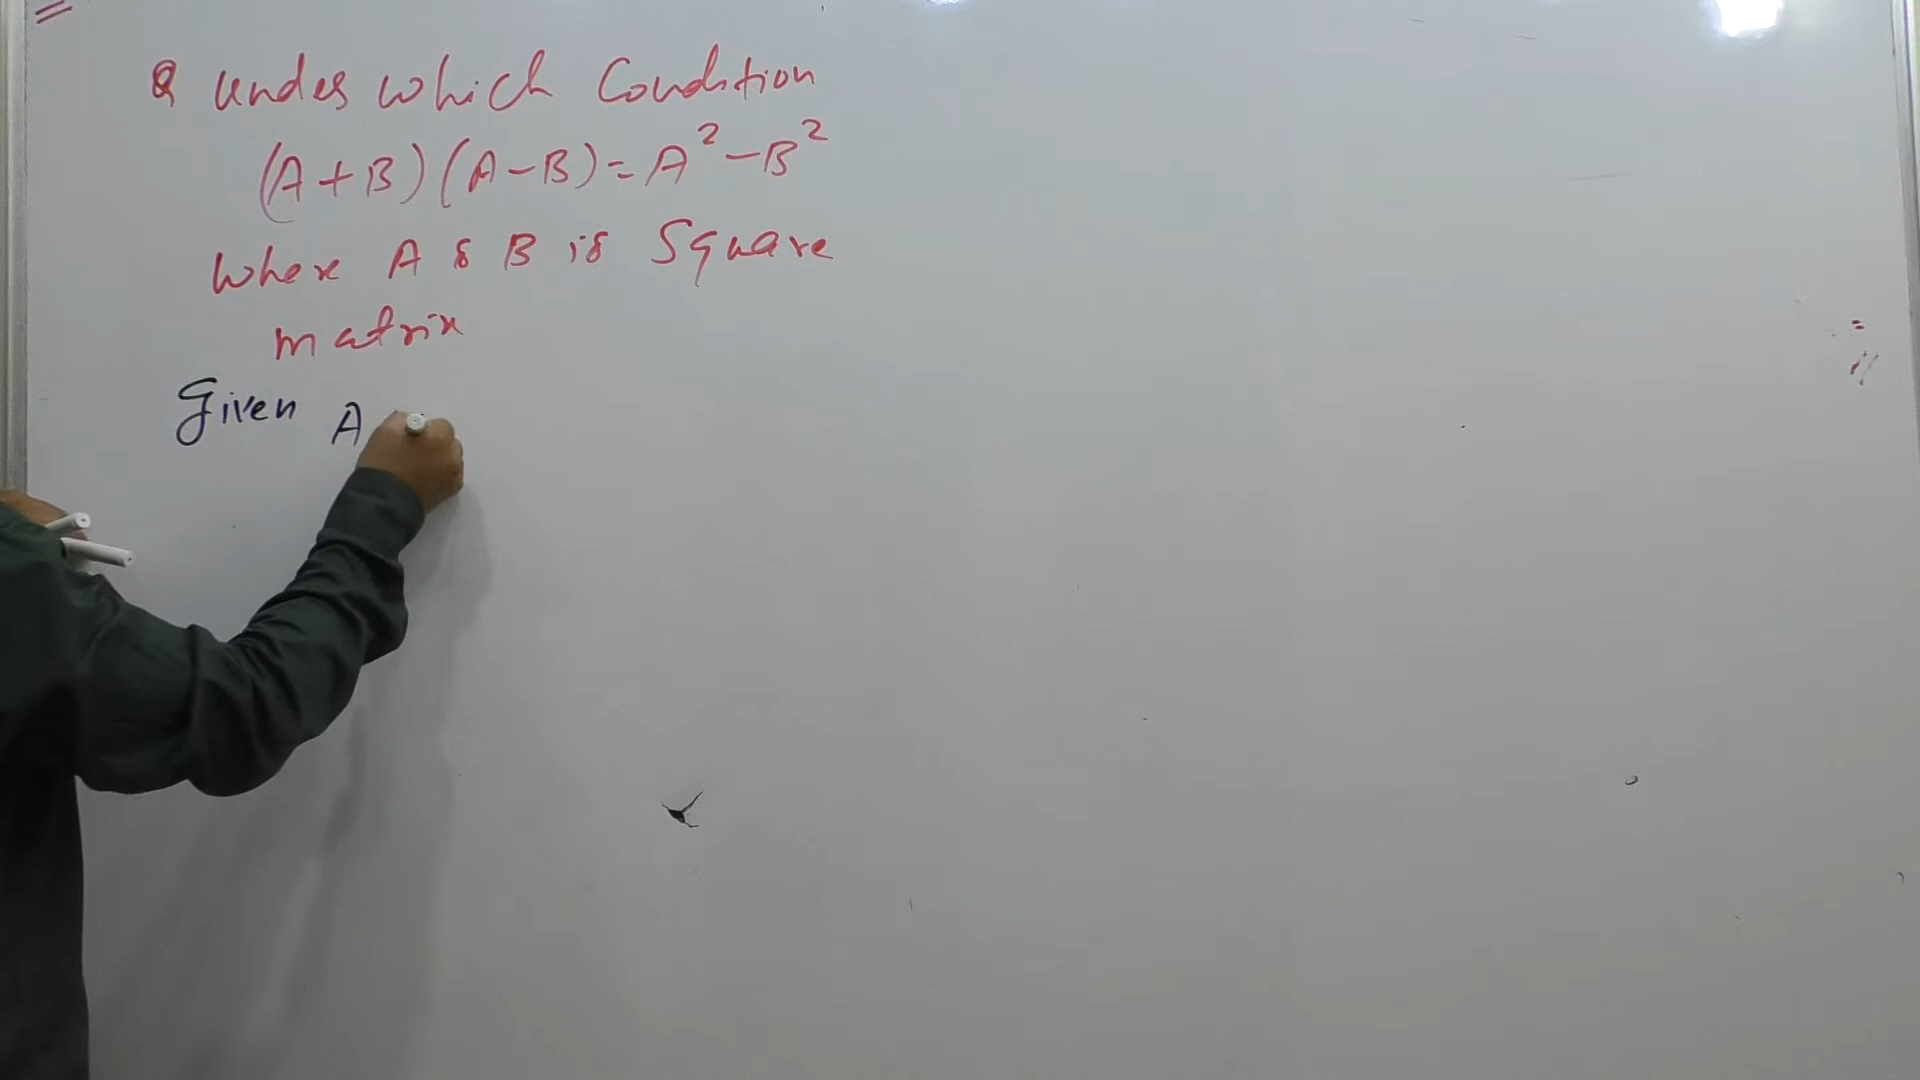 Q under which Condition
(A+B)(A-B)=A²-B²
Where A & B is Square
matrix
Given A